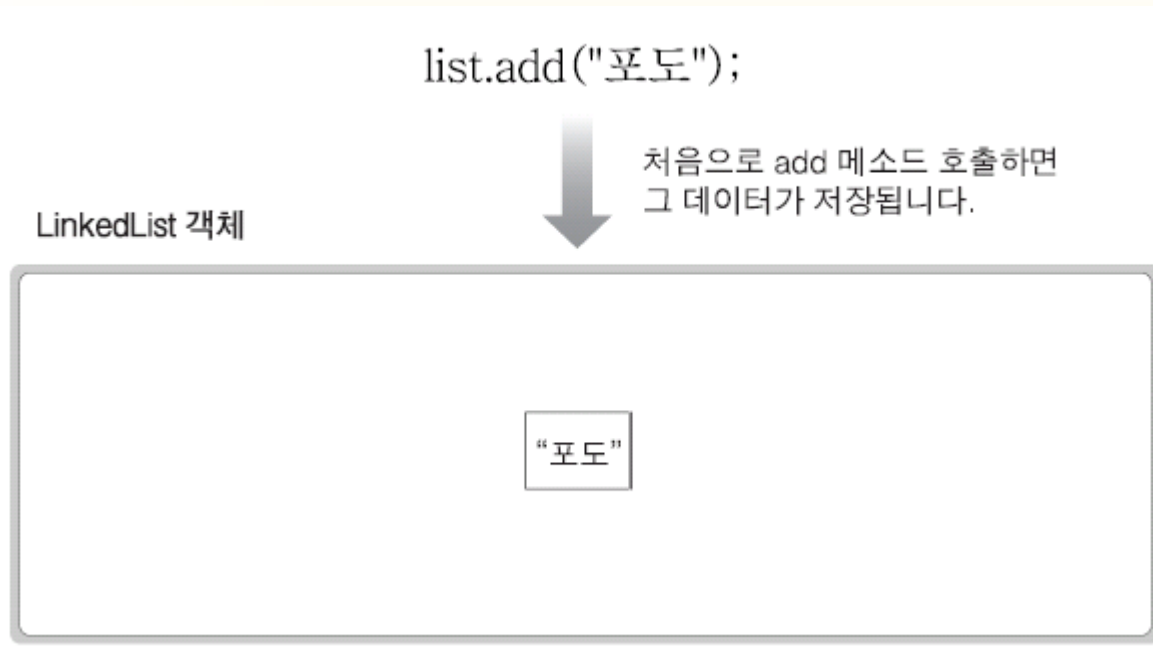 list.add("포도");
처음으로 add 메소드 호출하면
그 데이터가 저장됩니다.
LinkedList 객체
“포도”